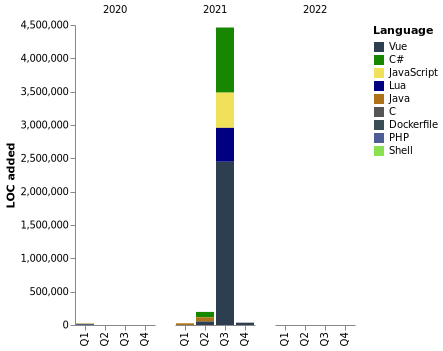 2020 2021 2022
4,500,000
4,000,000
3,500,000
3,000,000
2,500,000
2,000,000
1,500,000
1,000,000
500,000
0
LOC added
Q1 Q2 Q3 Q4 Q1 Q2 Q3 Q4 Q1 Q2 Q3 Q4
Language
Vue
C#
JavaScript
Lua
Java
C
Dockerfile
PHP
Shell